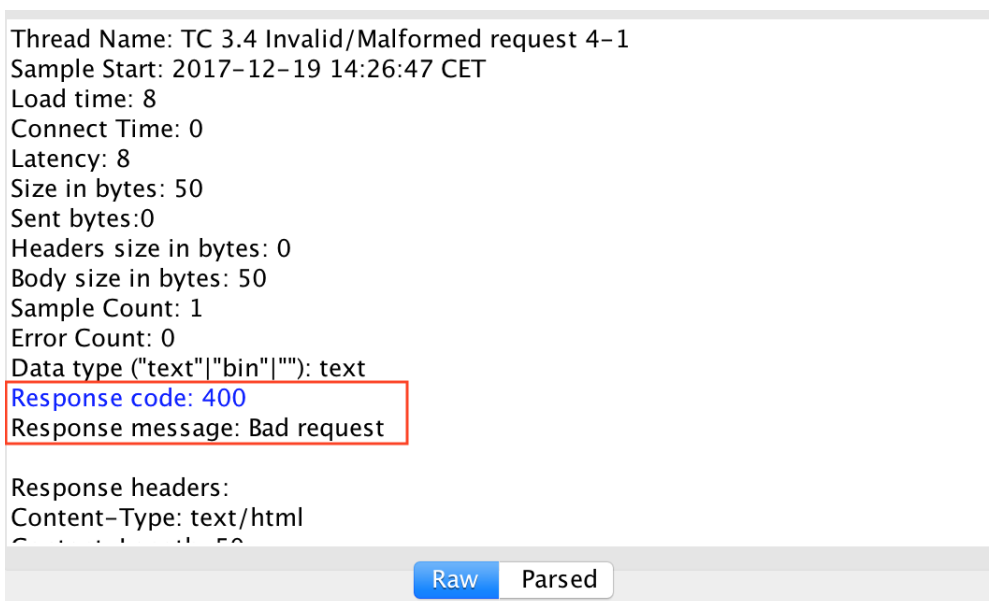 Thread Name: TC 3.4 Invalid/Malformed request 4-1
Sample Start: 2017-12-19 14:26:47 CET
Load time: 8
Connect Time: 0
Latency: 8
Size in bytes: 50
Sent bytes:0
Headers size in bytes: 0
Body size in bytes: 50
Sample Count: 1
Error Count: 0
Data type ("text"|"bin"|""): text
Response code: 400
Response message: Bad request
Response headers:
Content-Type: text/html
Raw Parsed